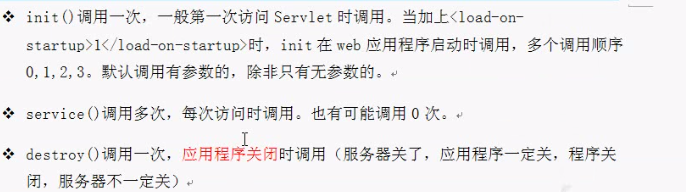 ❖ init()调用一次，一般第一次访问 Servlet 时调用。当加上<load-on-
startup>1</load-on-startup>时，init 在 web 应用程序启动时调用，多个调用顺序
0,1,2,3。默认调用有参数的，除非只有无参数的。↵
❖ service()调用多次，每次访问时调用。也有可能调用 0 次。↵
❖ destroy()调用一次，应用程序关闭时调用（服务器关了，应用程序一定关，程序关
闭，服务器不一定关）↵